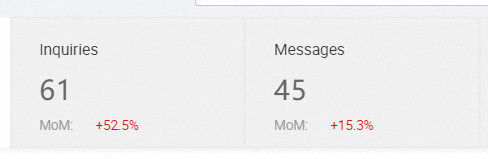 Inquiries
61
MoM: +52.5%
Messages
45
MoM: +15.3%